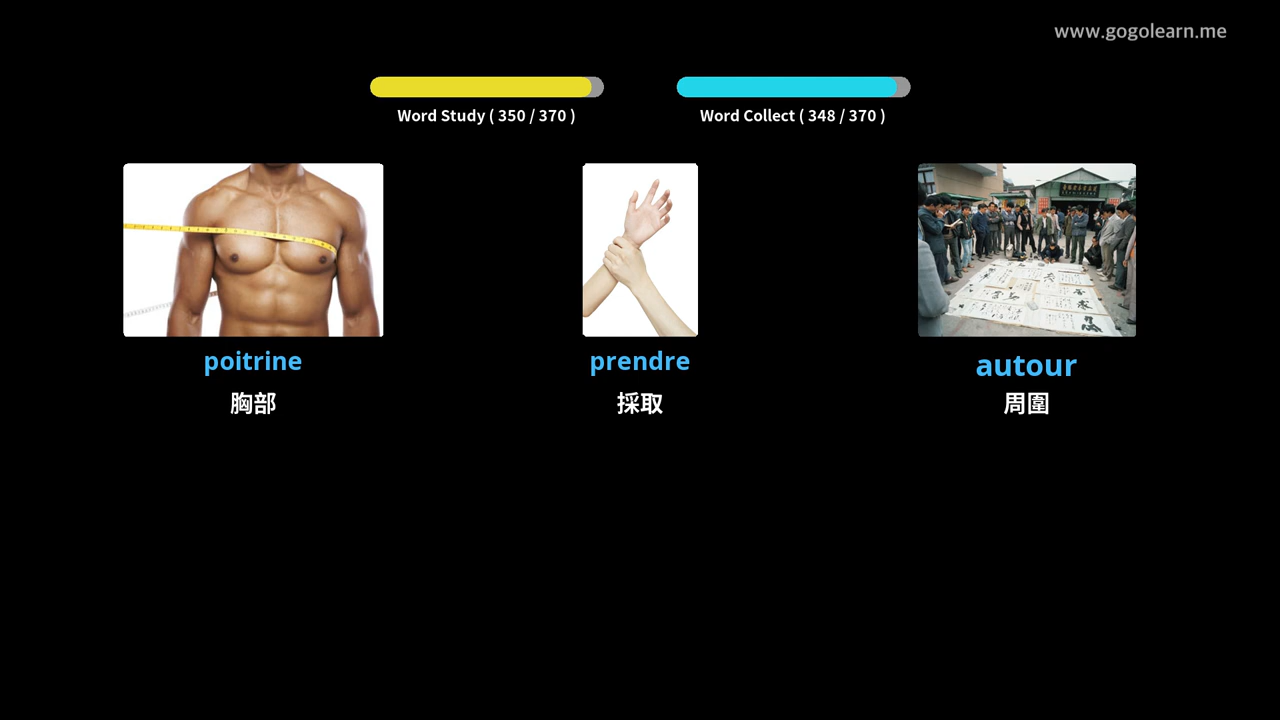 www.gogolearn.me
Word Study ( 350 / 370 )
Word Collect ( 348 / 370 )
poitrine
prendre
autour
胸部
採取
周圍